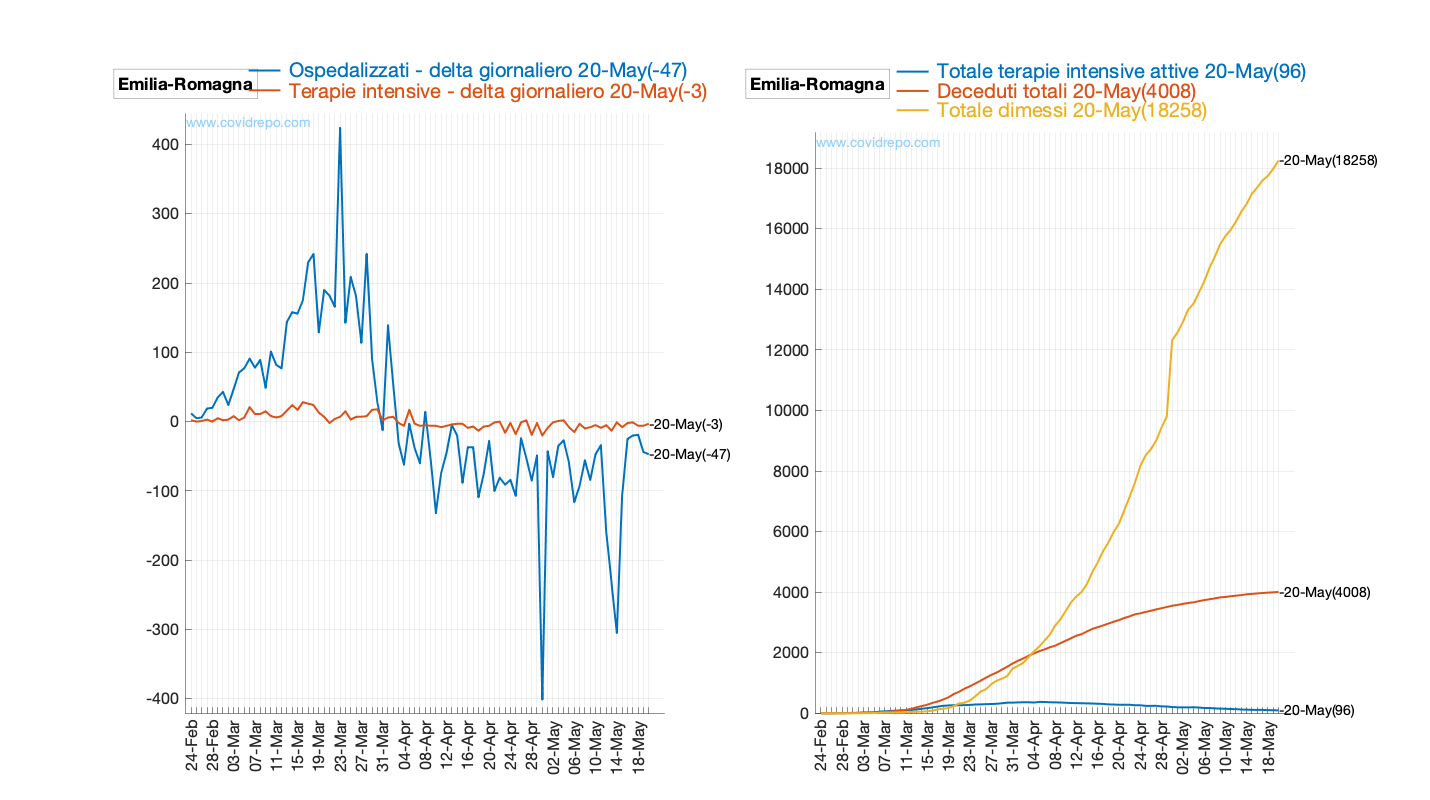 Emilia-Romagna
Ospedalizzati - delta giornaliero 20-May(-47)
Terapie intensive - delta giornaliero 20-May(-3)
www.covidrepo.com
400
300
200
100
0
-100
-200
-300
-400
-20-May(-3)
-20-May(-47)
24-Feb
28-Feb
03-Mar
07-Mar
11-Mar
15-Mar
19-Mar
23-Mar
27-Mar
31-Mar
04-Apr
08-Apr
12-Apr
16-Apr
20-Apr
24-Apr
28-Apr
02-May
06-May
10-May
14-May
18-May
Emilia-Romagna
Totale terapie intensive attive 20-May(96)
Deceduti totali 20-May(4008)
Totale dimessi 20-May(18258)
www.covidrepo.com
18000
16000
14000
12000
10000
8000
6000
4000
2000
0
-20-May(18258)
-20-May(4008)
-20-May(96)
24-Feb
28-Feb
03-Mar
07-Mar
11-Mar
15-Mar
19-Mar
23-Mar
27-Mar
31-Mar
04-Apr
08-Apr
12-Apr
16-Apr
20-Apr
24-Apr
28-Apr
02-May
06-May
10-May
14-May
18-May